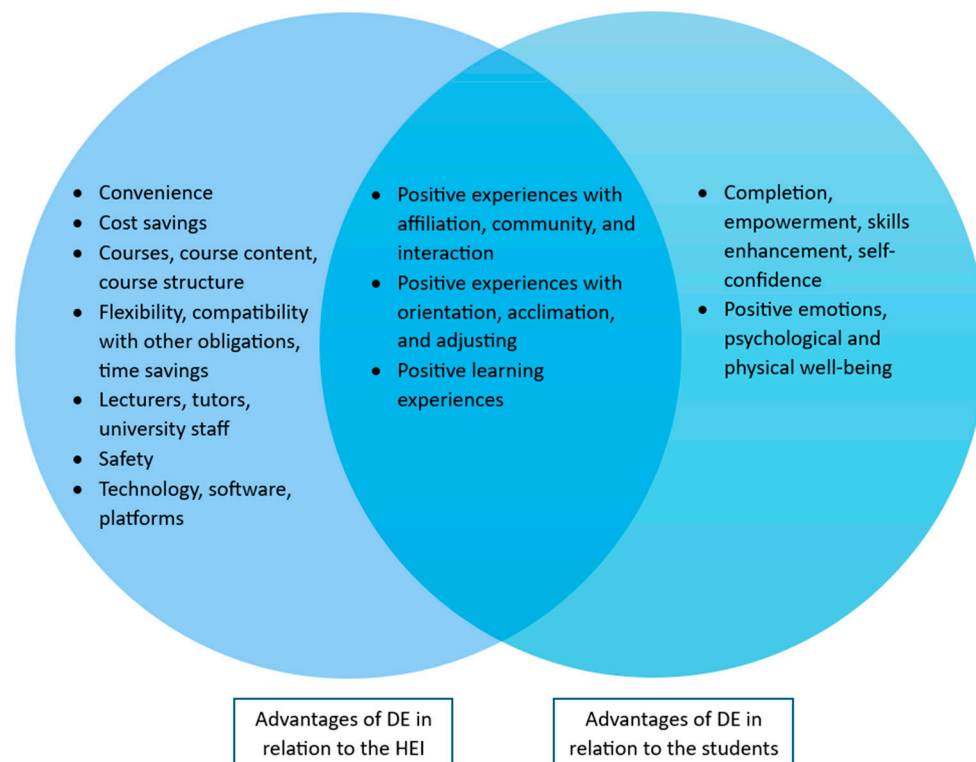 • Convenience
• Cost savings
• Courses, course content,
course structure
• Flexibility, compatibility
with other obligations,
time savings
• Lecturers, tutors,
university staff
• Safety
• Technology, software,
platforms
• Positive experiences with
affiliation, community, and
interaction
• Positive experiences with
orientation, acclimation,
and adjusting
• Positive learning
experiences
• Completion,
empowerment, skills
enhancement, self-
confidence
• Positive emotions,
psychological and
physical well-being
Advantages of DE in
relation to the HEI
Advantages of DE in
relation to the students